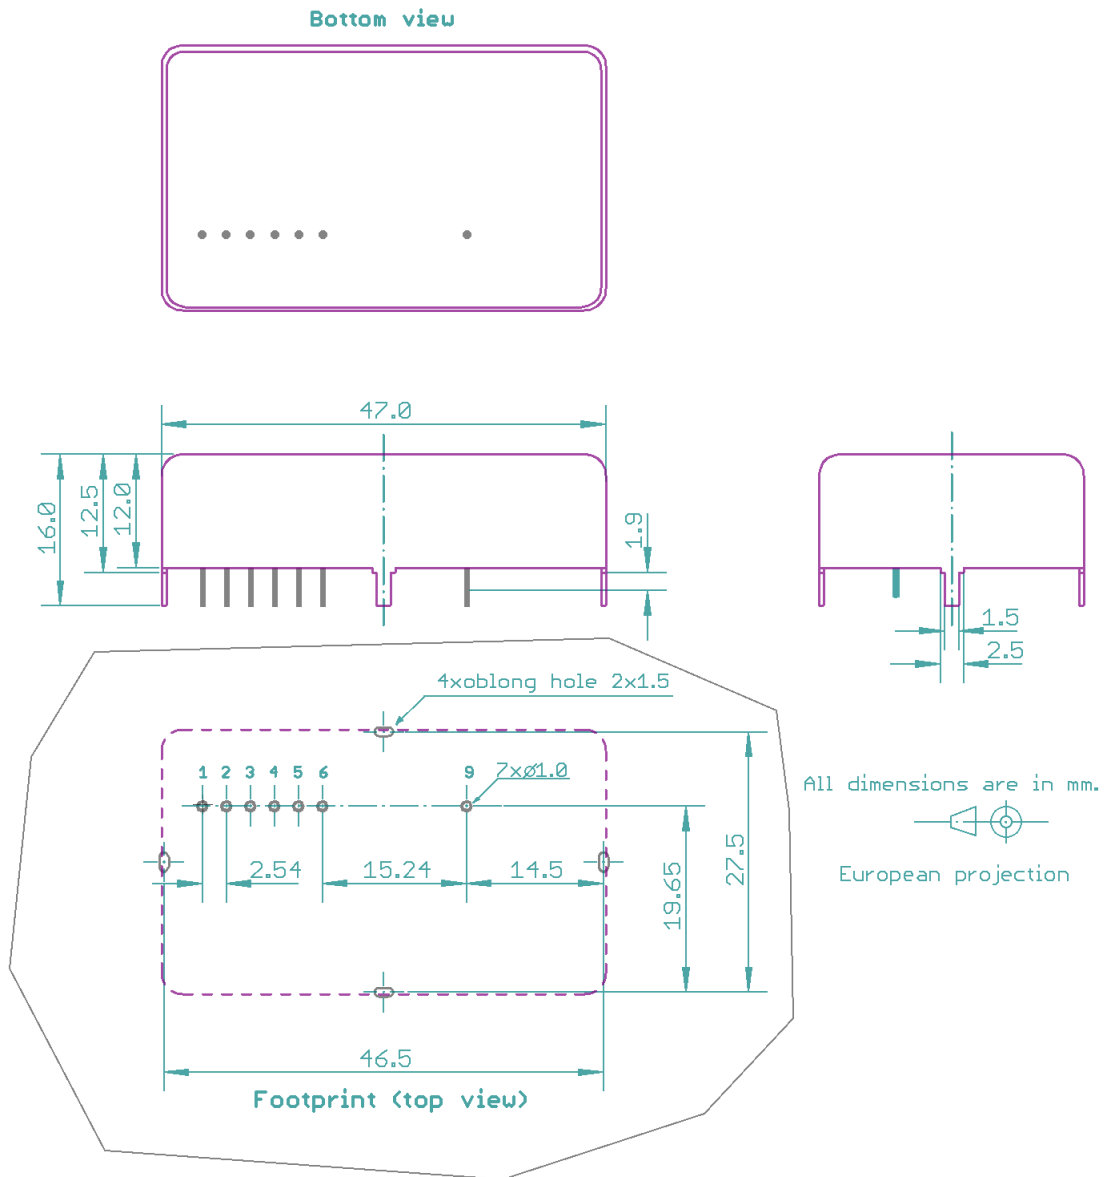 Bottom view
47.0
16.0
12.5
12.0
1.9
1.5
2.5
4xoblong hole 2x1.5
1 2 3 4 5 6 9 7xø1.0
2.54 15.24 14.5
19.65
27.5
46.5
Footprint (top view)
All dimensions are in mm.
European projection